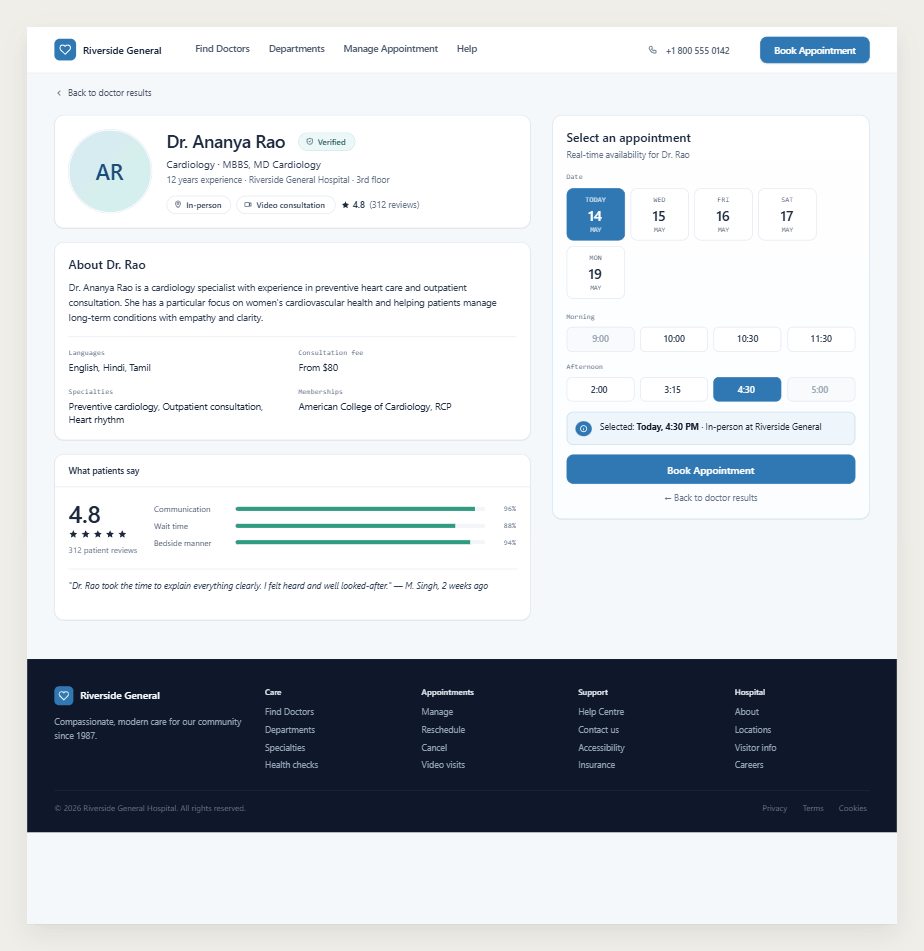 Riverside General
Find Doctors
Departments
Manage Appointment
Help
+1 800 555 0142
Book Appointment
Back to doctor results
AR
Dr. Ananya Rao
Verified
Cardiology · MBBS, MD Cardiology
12 years experience · Riverside General Hospital · 3rd floor
In-person
Video consultation
★ 4.8 (312 reviews)
About Dr. Rao
Dr. Ananya Rao is a cardiology specialist with experience in preventive heart care and outpatient
consultation. She has a particular focus on women's cardiovascular health and helping patients manage
long-term conditions with empathy and clarity.
Languages
English, Hindi, Tamil
Consultation fee
From $80
Specialties
Preventive cardiology, Outpatient consultation,
Heart rhythm
Memberships
American College of Cardiology, RCP
What patients say
4.8
★ ★ ★ ★ ★
312 patient reviews
Communication 96%
Wait time 88%
Bedside manner 94%
"Dr. Rao took the time to explain everything clearly. I felt heard and well looked-after." — M. Singh, 2 weeks ago
Select an appointment
Real-time availability for Dr. Rao
Date
TODAY
14
MAY
WED
15
MAY
FRI
16
MAY
SAT
17
MAY
MON
19
MAY
Morning
9:00
10:00
10:30
11:30
Afternoon
2:00
3:15
4:30
5:00
Selected: Today, 4:30 PM · In-person at Riverside General
Book Appointment
← Back to doctor results
Riverside General
Compassionate, modern care for our community
since 1987.
Care
Find Doctors
Departments
Specialties
Health checks
Appointments
Manage
Reschedule
Cancel
Video visits
Support
Help Centre
Contact us
Accessibility
Insurance
Hospital
About
Locations
Visitor info
Careers
© 2026 Riverside General Hospital. All rights reserved.
Privacy
Terms
Cookies